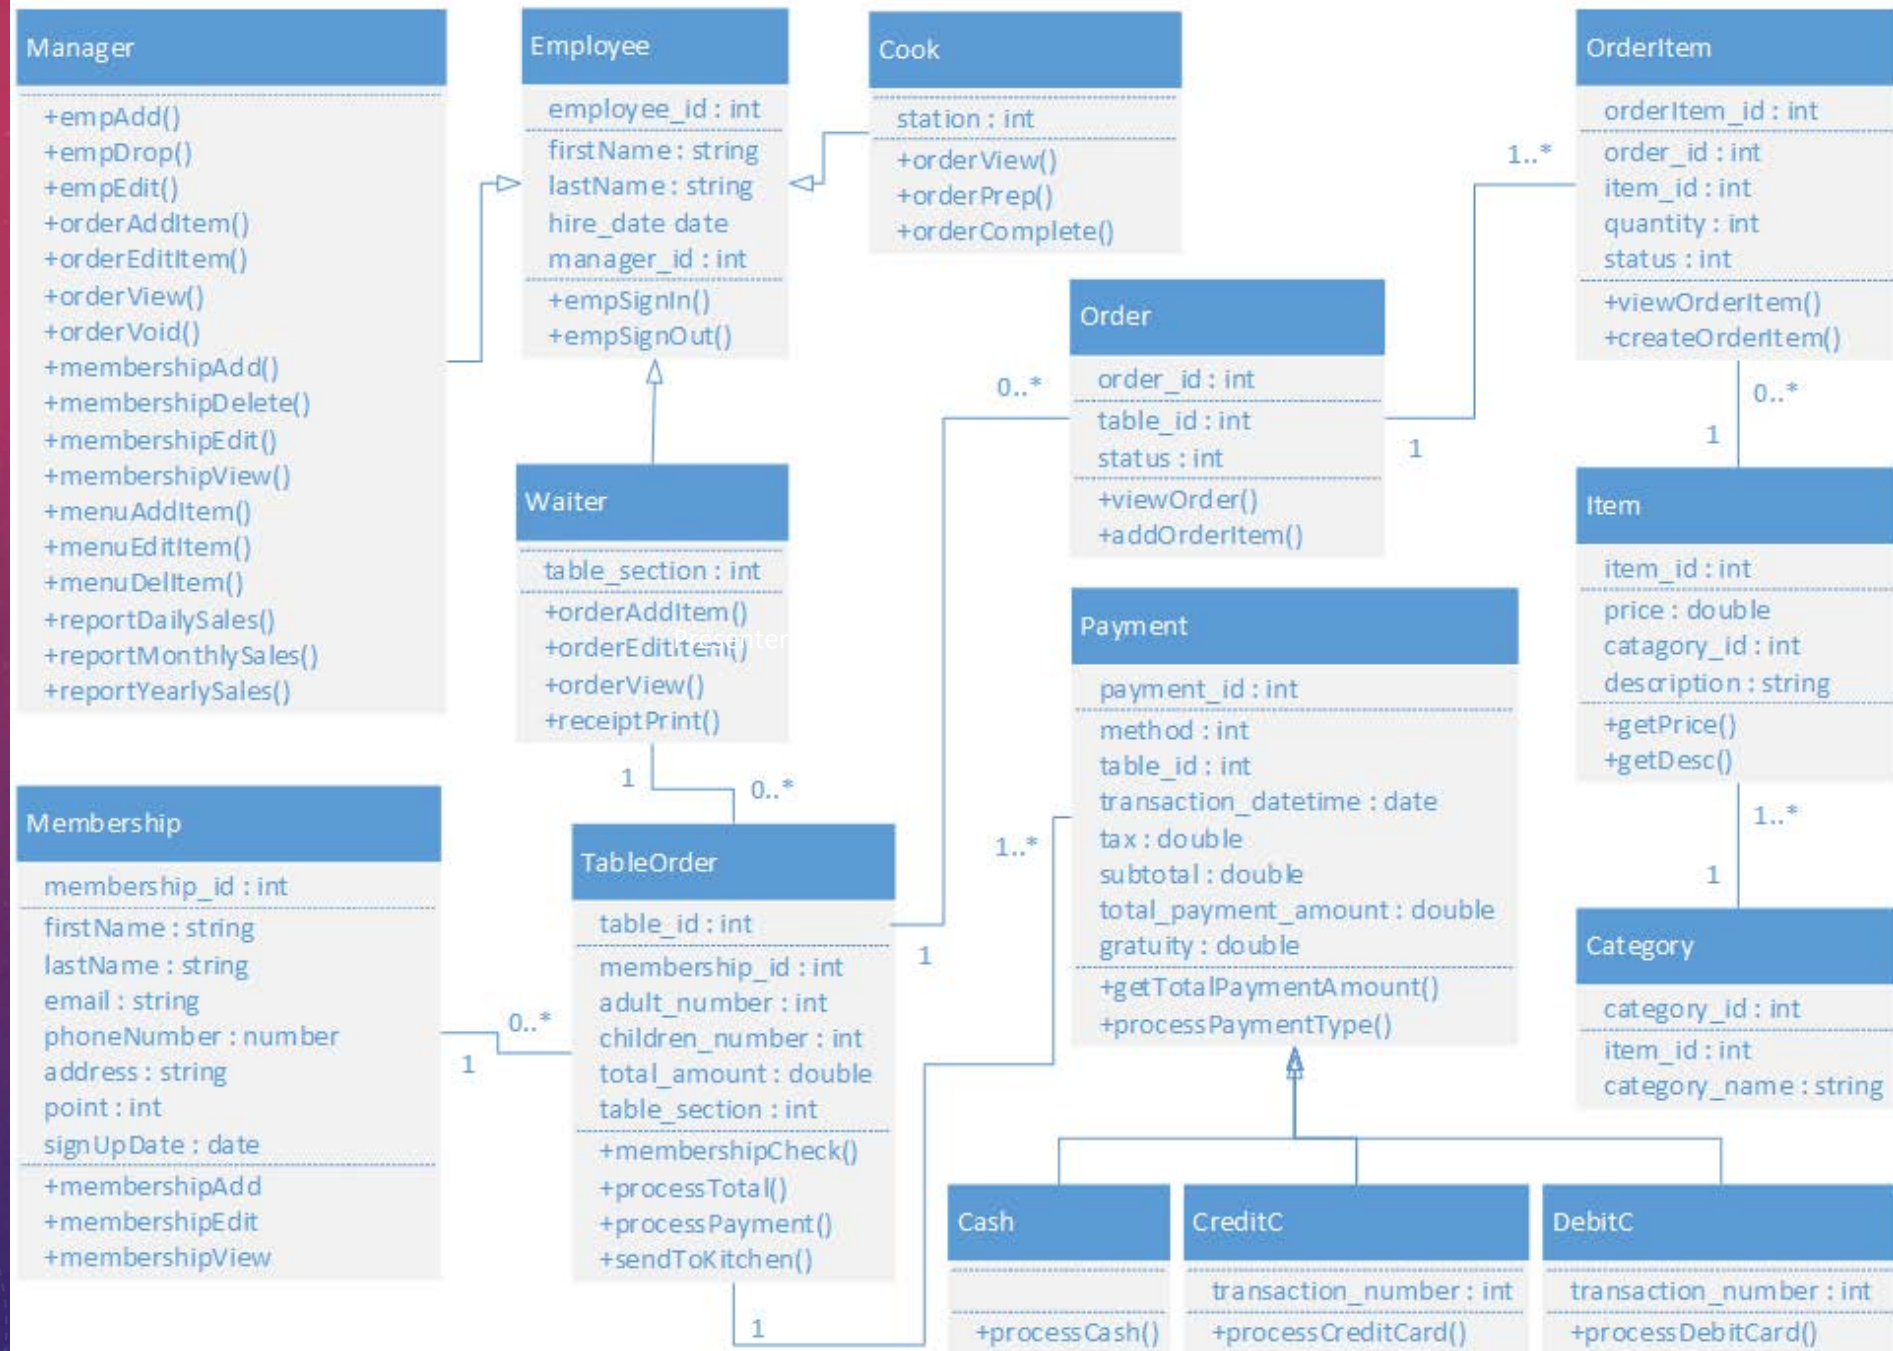 Manager
+empAdd()
+empDrop()
+empEdit()
+orderAddItem()
+orderEditItem()
+orderView()
+orderVoid()
+membershipAdd()
+membershipDelete()
+membershipEdit()
+membershipView()
+menuAddItem()
+menuEditItem()
+menuDelItem()
+reportDailySales()
+reportMonthlySales()
+reportYearlySales()
Employee
employee_id : int
firstName : string
lastName : string
hire_date date
manager_id : int
+empSignIn()
+empSignOut()
Cook
station : int
+orderView()
+orderPrep()
+orderComplete()
OrderItem
orderItem_id : int
order_id : int
item_id : int
quantity : int
status : int
+viewOrderItem()
+createOrderItem()
1..*
Order
order_id : int
table_id : int
status : int
+viewOrder()
+addOrderItem()
0..*
1
0..*
1
Waiter
table_section : int
+orderAddItem()
+orderEditItem()
+orderView()
+receiptPrint()
Presenter
1
0..*
Item
item_id : int
price : double
catagory_id : int
description : string
+getPrice()
+getDesc()
1..*
1
Payment
payment_id : int
method : int
table_id : int
transaction_datetime : date
tax : double
subtotal : double
total_payment_amount : double
gratuity : double
+getTotalPaymentAmount()
+processPaymentType()
1..*
Membership
membership_id : int
firstName : string
lastName : string
email : string
phoneNumber : number
address : string
point : int
signUpDate : date
+membershipAdd
+membershipEdit
+membershipView
0..*
1
TableOrder
table_id : int
membership_id : int
adult_number : int
children_number : int
total_amount : double
table_section : int
+membershipCheck()
+processTotal()
+processPayment()
+sendToKitchen()
1
1
Category
category_id : int
item_id : int
category_name : string
Cash
+processCash()
CreditC
transaction_number : int
+processCreditCard()
DebitC
transaction_number : int
+processDebitCard()